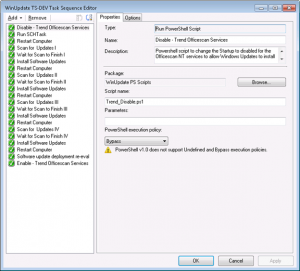 WinUpdate TS-DEV Task Sequence Editor
Add
Remove
Disable - Trend Officescan Services
Run SCHTask
Restart Computer
Scan for Updates I
Wait for Scan to Finish I
Install Software Updates
Restart Computer
Scan for Updates II
Wait for Scan to Finish II
Install Software Updates
Restart Computer
Scan for Updates III
Wait for Scan to Finish III
Install Software Updates
Restart Computer
Scan for Updates IV
Wait for Scan to Finish IV
Install Software Updates
Restart Computer
Software update deployment re-eval
Enable - Trend Officescan Services
Properties
Options
Type:
Run PowerShell Script
Name:
Disable - Trend Officescan Services
Description:
Powershell script to change the Startup to disabled for the Officescan NT services to allow Windows Updates to install
Package:
WinUpdate PS Scripts
Browse...
Script name:
Trend_Disable.ps1
Parameters:
PowerShell execution policy:
Bypass
PowerShell v1.0 does not support Undefined and Bypass execution policies.
OK
Cancel
Apply